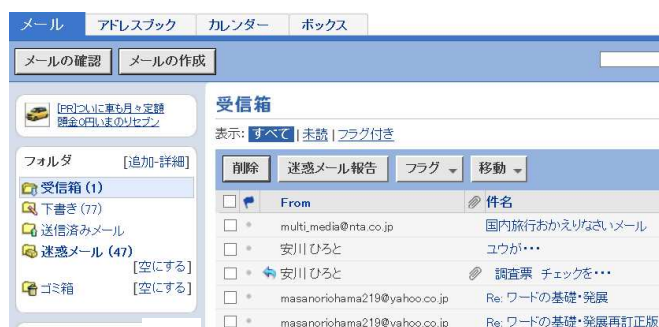 メール アドレスブック カレンダー ボックス
メールの確認 メールの作成
[PR]ついに車も月々定額
頭金0円いまのりセブン
受信箱
表示: すべて | 未読 | フラグ付き
フォルダ [追加-詳細]
削除 迷惑メール報告 フラグ 移動
受信箱 (1)
From 件名
下書き (77)
multi_media@nta.co.jp 国内旅行おかえりなさいメール
送信済みメール
安川 ひろと ユウが・・・
迷惑メール (47)
[空にする]
安川 ひろと 調査票 チェックを・・・
ゴミ箱 [空にする]
masanoriohama219@yahoo.co.jp Re: ワードの基礎・発展
masanoriohama219@yahoo.co.jp Re: ワードの基礎・発展再訂正版